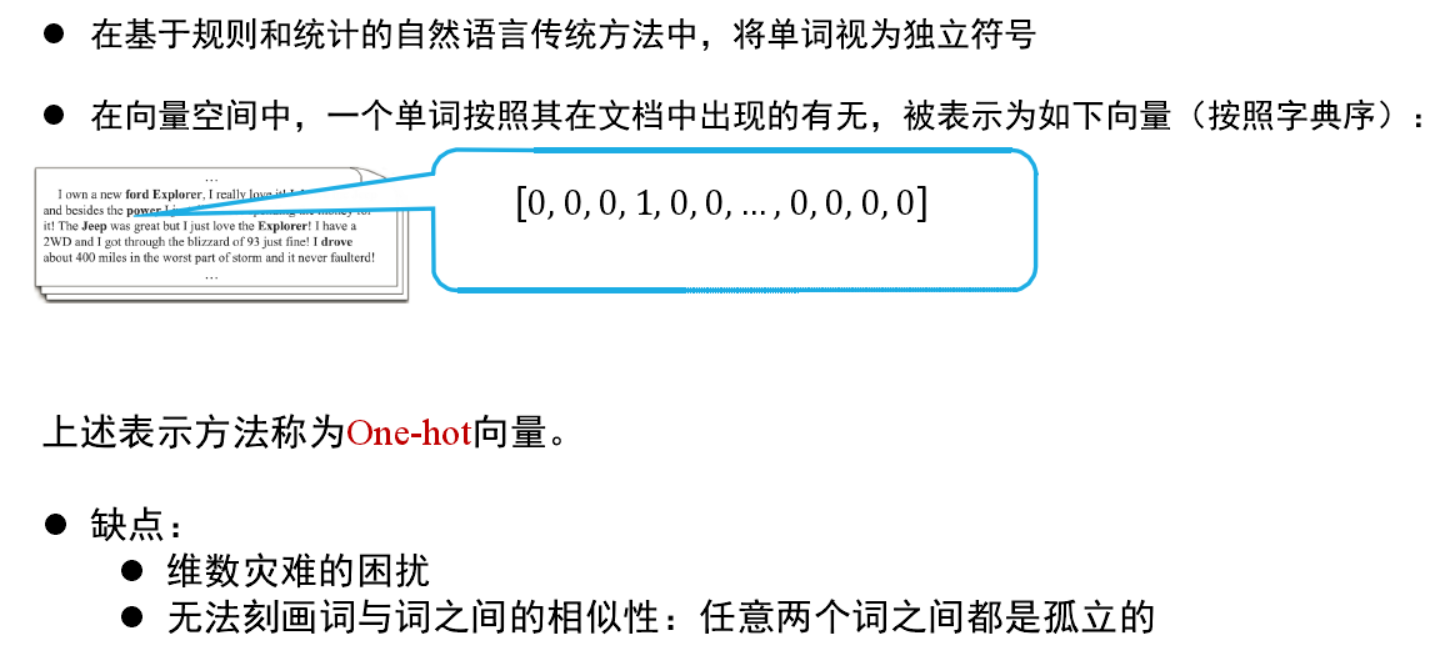 ● 在基于规则和统计的自然语言传统方法中，将单词视为独立符号
● 在向量空间中，一个单词按照其在文档中出现的有无，被表示为如下向量（按照字典序）：
...
I own a new ford Explorer, I really love it!
and besides the power I just money for
it! The Jeep was great but I just love the Explorer! I have a
2WD and I got through the blizzard of 93 just fine! I drove
about 400 miles in the worst part of storm and it never faulterd!
...
[0, 0, 0, 1, 0, 0, ... , 0, 0, 0, 0]
上述表示方法称为One-hot向量。
● 缺点：
● 维数灾难的困扰
● 无法刻画词与词之间的相似性：任意两个词之间都是孤立的